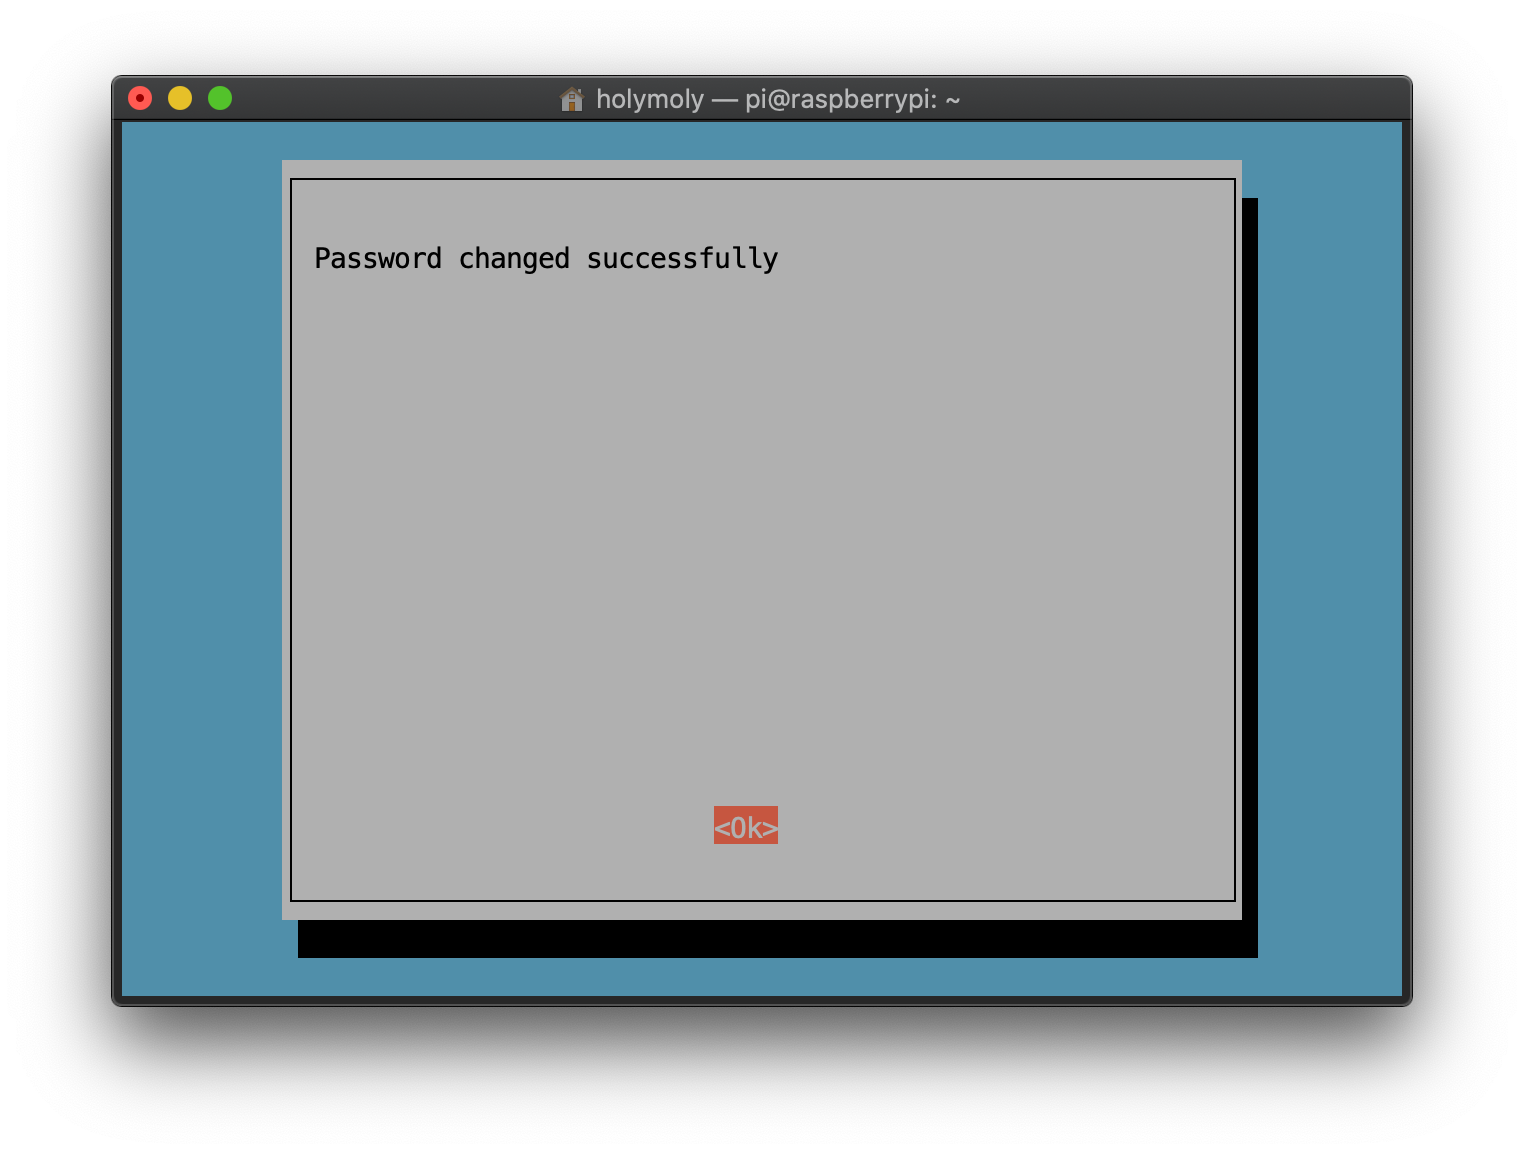 holymoly — pi@raspberrypi: ~
Password changed successfully
<Ok>